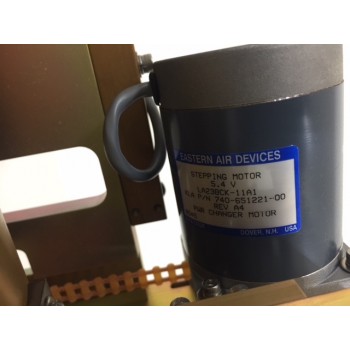 EASTERN AIR DEVICES
STEPPING MOTOR
5.4 V
LA23BCK-11A1
P/N 740-651221-00
REV A4
CHANGER MOTOR
DOVER, N.H. USA